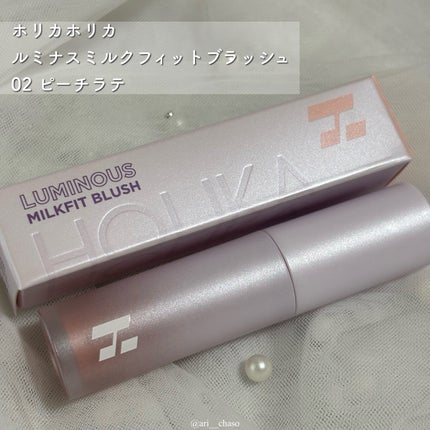 ホリカホリカ
ルミナスミルクフィットブラッシュ
02 ピーチラテ
LUMINOUS
MILKFIT BLUSH
HOLIKA
@ari__chaso